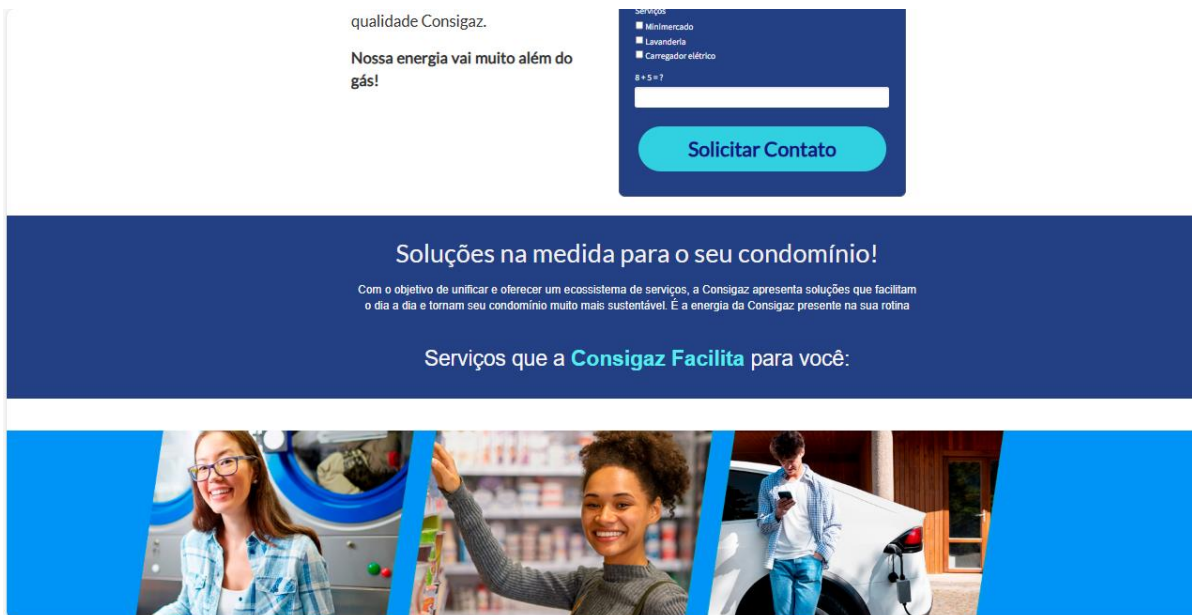 qualidade Consigaz.
Nossa energia vai muito além do
gás!
Serviços
Minimercado
Lavanderia
Carregador elétrico
8 + 5 = ?
Solicitar Contato
Soluções na medida para o seu condomínio!
Com o objetivo de unificar e oferecer um ecossistema de serviços, a Consigaz apresenta soluções que facilitam
o dia a dia e tornam seu condomínio muito mais sustentável. É a energia da Consigaz presente na sua rotina
Serviços que a Consigaz Facilita para você: